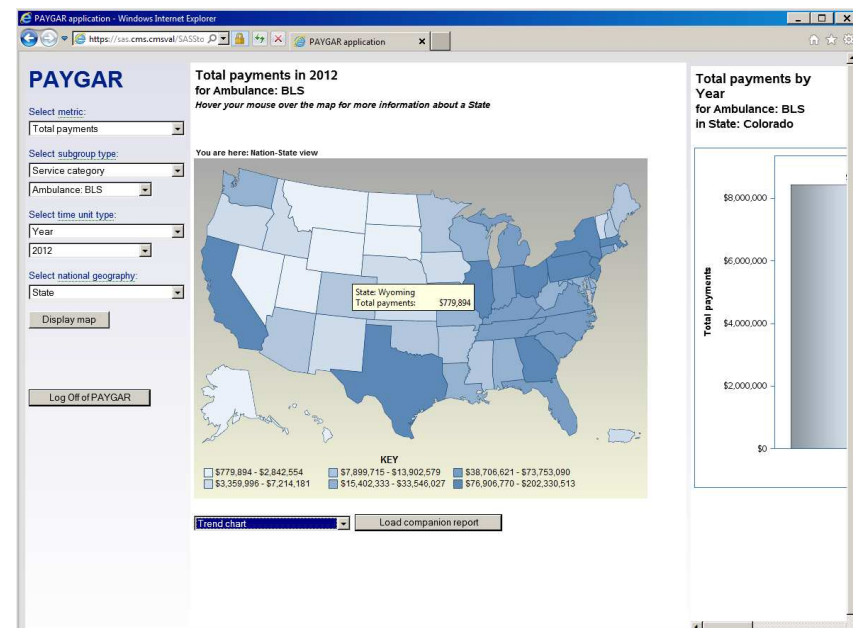 PAYGAR application - Windows Internet Explorer
https://sas.cms.cmsval/SASSto
PAYGAR application
PAYGAR
Select metric:
Total payments
Select subgroup type:
Service category
Ambulance: BLS
Select time unit type:
Year
2012
Select national geography:
State
Display map
Log Off of PAYGAR
Total payments in 2012
for Ambulance: BLS
Hover your mouse over the map for more information about a State
You are here: Nation-State view
State: Wyoming
Total payments: $779,894
KEY
$779,894 - $2,842,554 $7,899,715 - $13,902,579 $38,706,621 - $73,753,090
$3,359,996 - $7,214,181 $15,402,333 - $33,546,027 $76,906,770 - $202,330,513
Trend chart
Load companion report
Total payments by
Year
for Ambulance: BLS
in State: Colorado
$8,000,000
$6,000,000
$4,000,000
$2,000,000
$0
Total payments